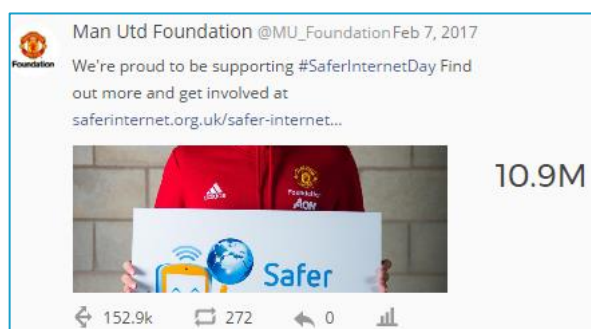 Man Utd Foundation @MU_Foundation Feb 7, 2017
Foundation
We're proud to be supporting #SaferInternetDay Find
out more and get involved at
saferinternet.org.uk/safer-internet...
10.9M
adidas
Foundation
AON
Safer
152.9k 272 0